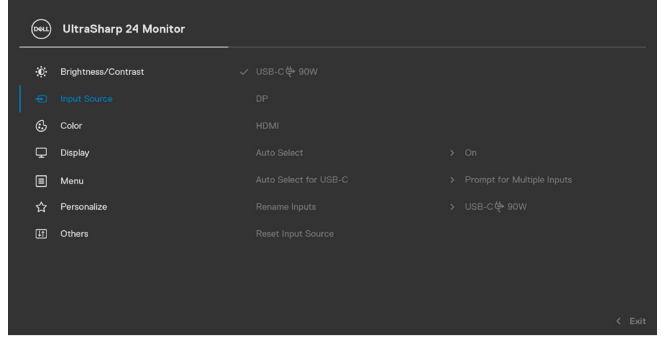 DELL UltraSharp 24 Monitor
Brightness/Contrast USB-C 90W
Input Source DP
Color HDMI
Display Auto Select On
Menu Auto Select for USB-C Prompt for Multiple Inputs
Personalize Rename Inputs USB-C 90W
Others Reset Input Source
Exit